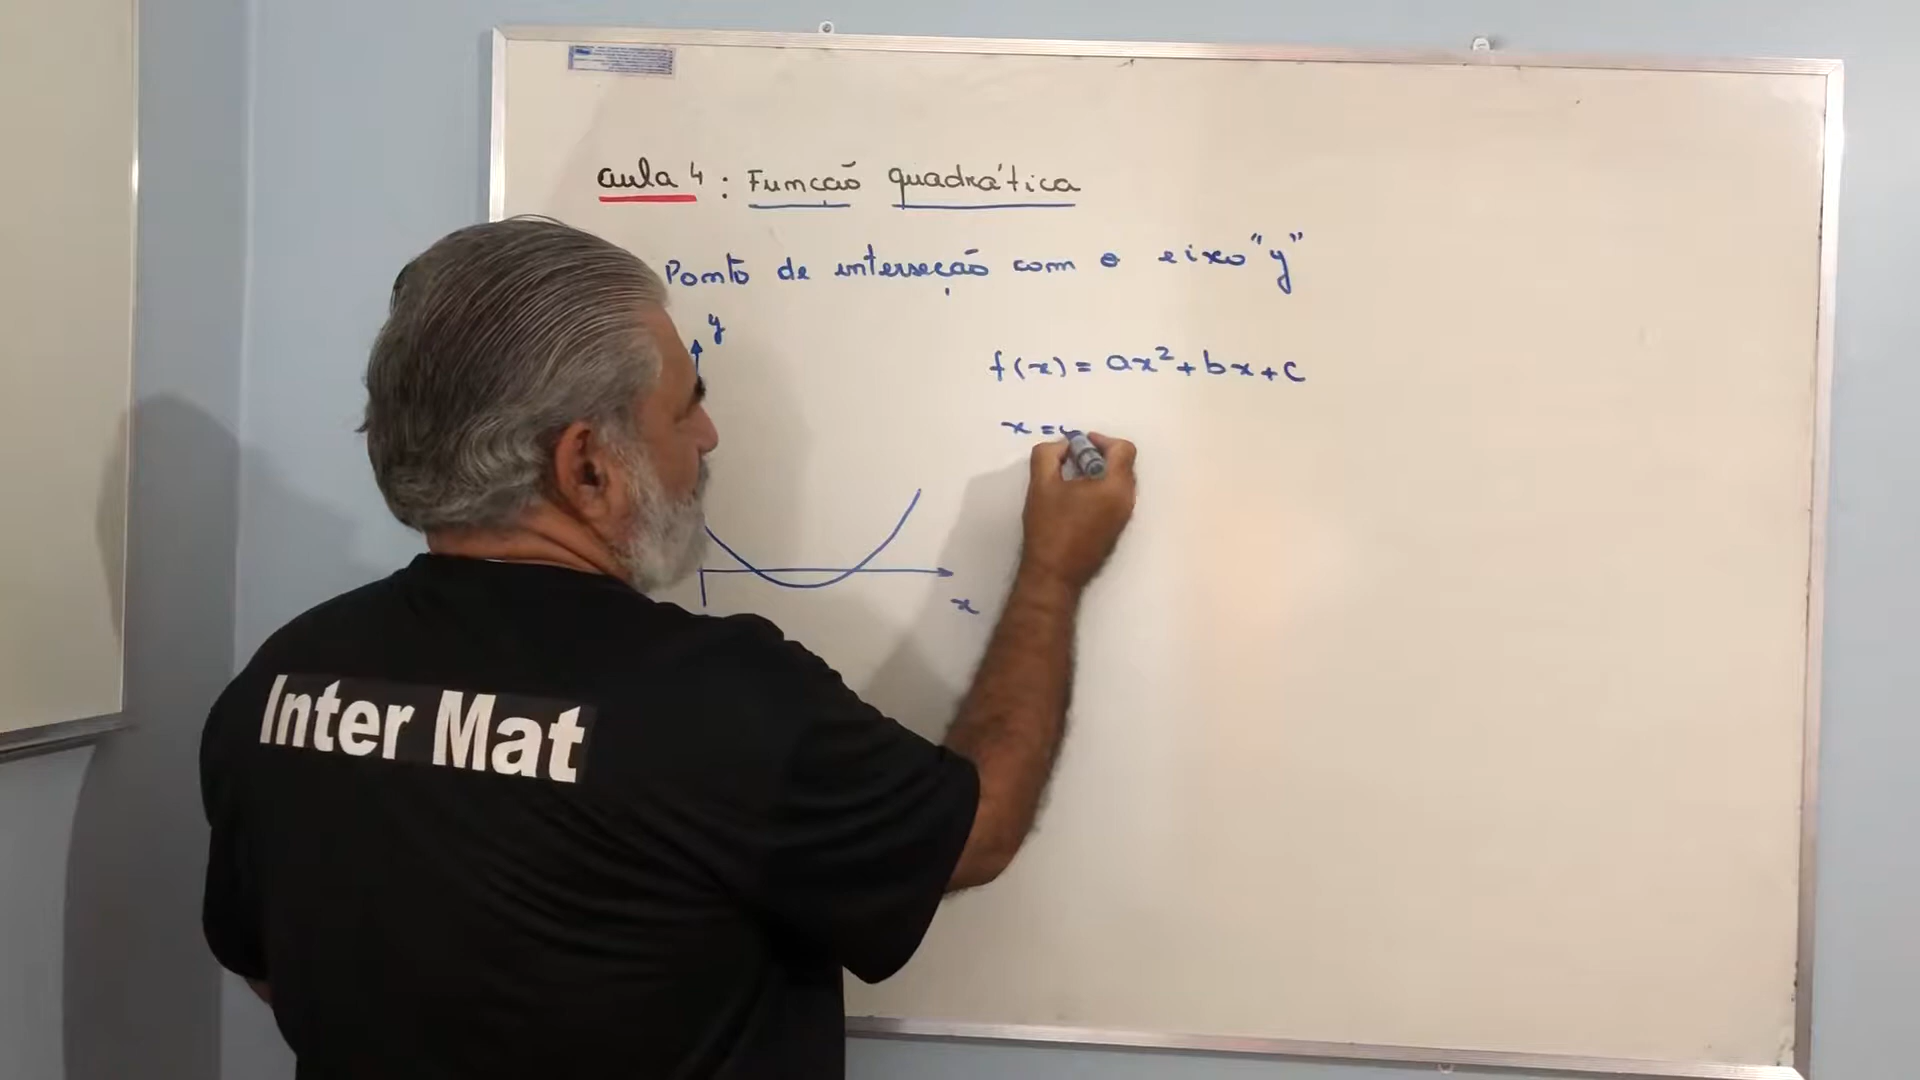 aula 4 : Função quadrática
Ponto de interseção com o eixo "y"
y
f(x) = ax²+bx+c
x =
x
Inter Mat